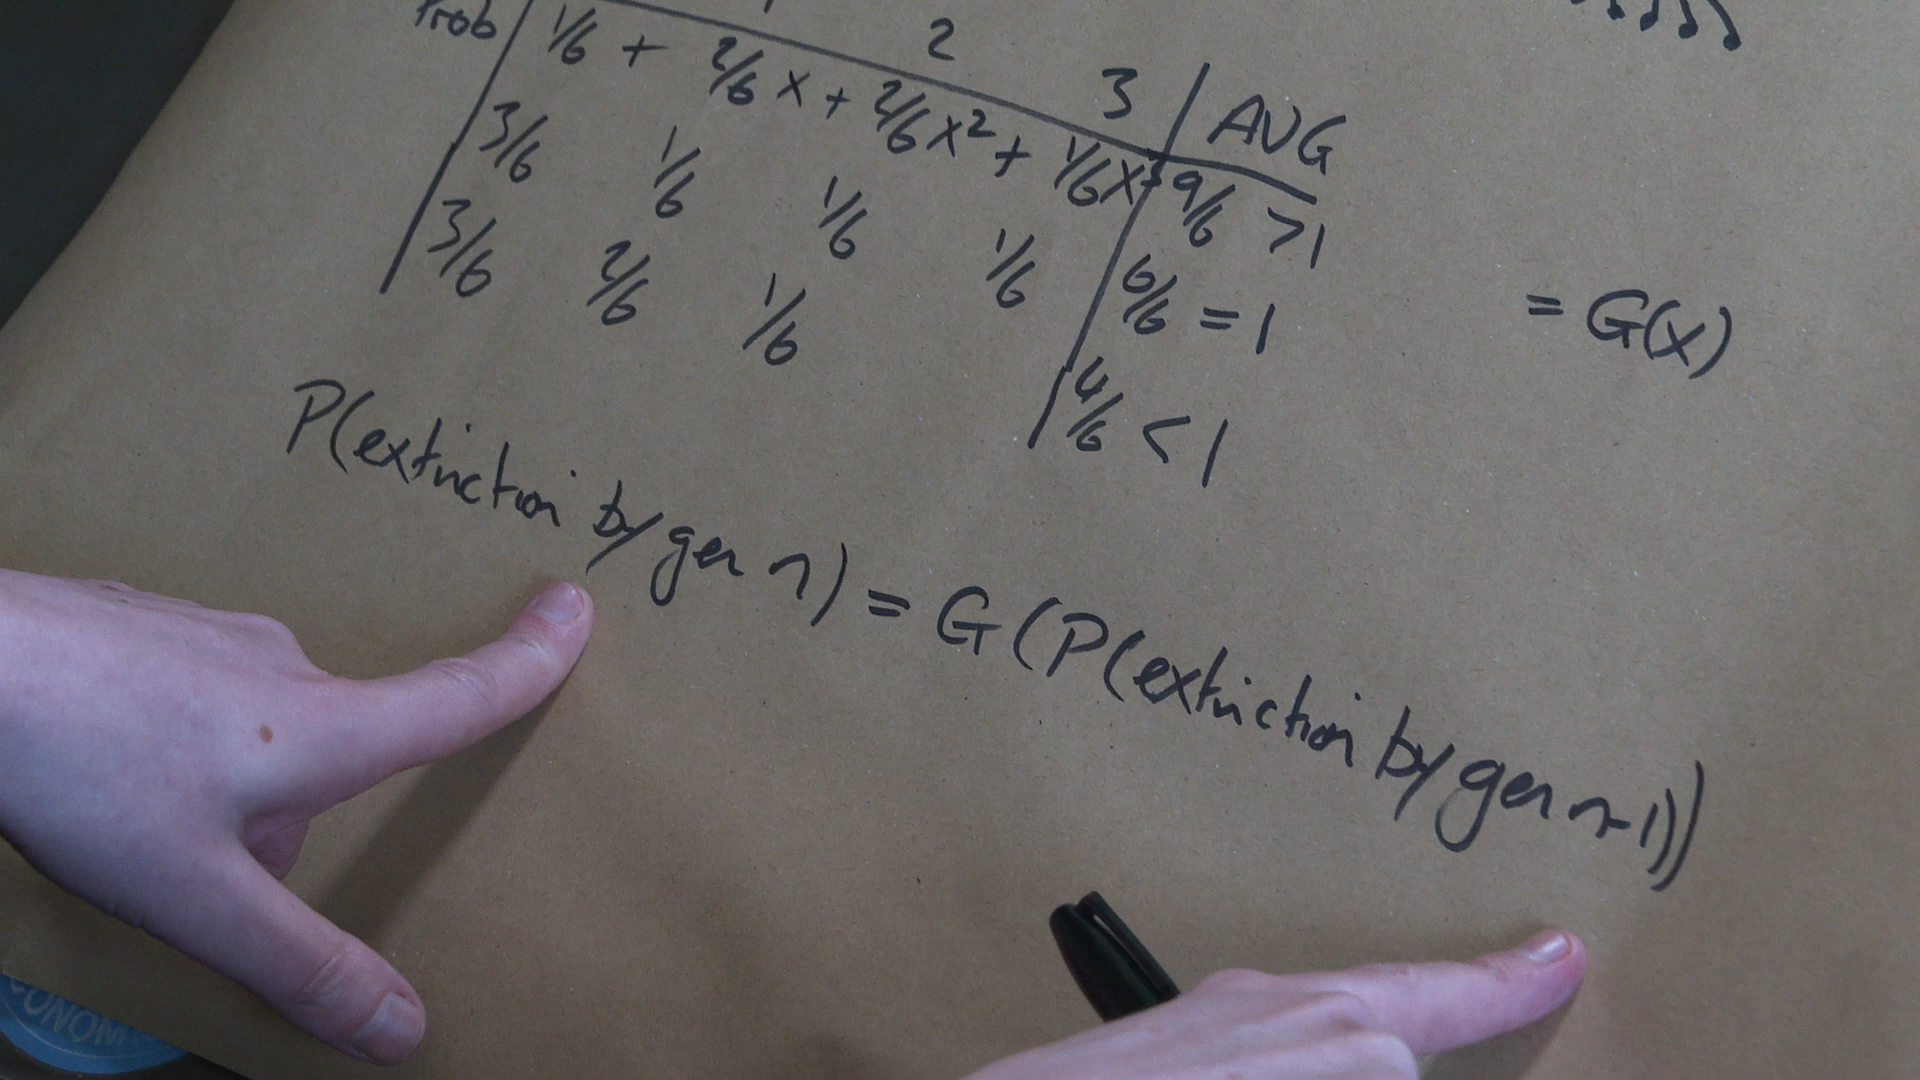 Prob 2 3 AVG
1/6 + 2/6 x + 2/6 x² + 1/6 x³ 9/6 >1
3/6 1/6 1/6 1/6 6/6 = 1
3/6 2/6 1/6 4/6 < 1
= G(x)
P(extinction by gen n) = G(P(extinction by gen n-1))